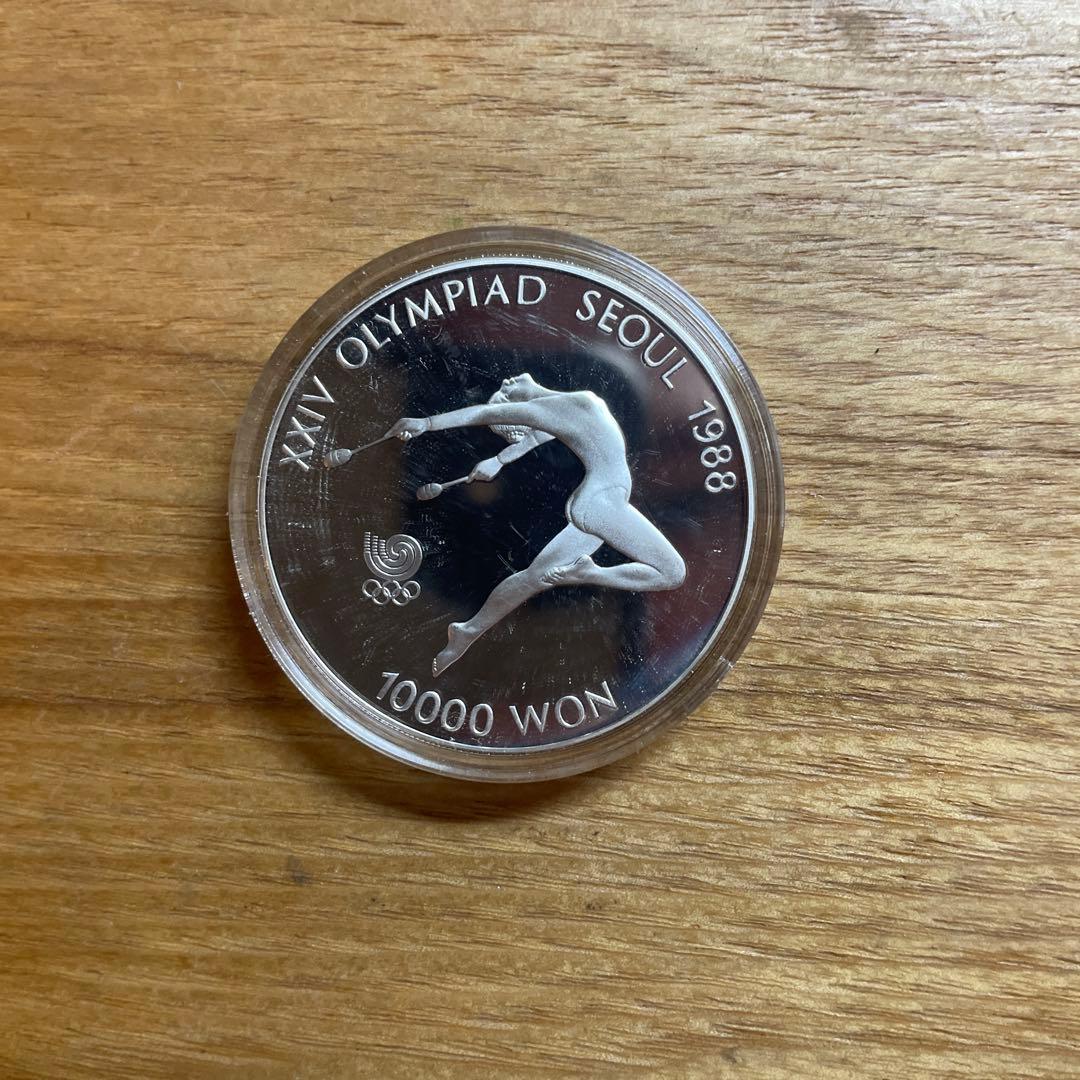 XXIV OLYMPIAD SEOUL 1988
10000 WON